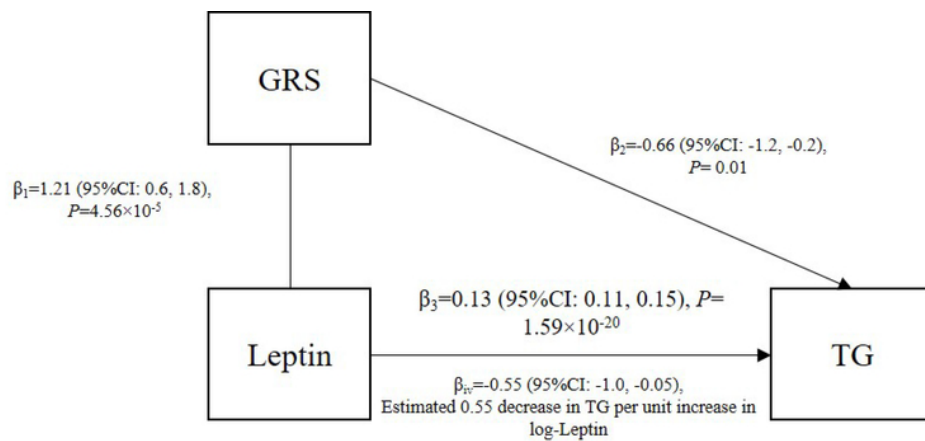 GRS
β₂=-0.66 (95%CI: -1.2, -0.2),
P= 0.01
β₁=1.21 (95%CI: 0.6, 1.8),
P=4.56×10⁻⁵
β₃=0.13 (95%CI: 0.11, 0.15), P=
1.59×10⁻²⁰
Leptin
TG
βᵢᵥ=-0.55 (95%CI: -1.0, -0.05),
Estimated 0.55 decrease in TG per unit increase in
log-Leptin